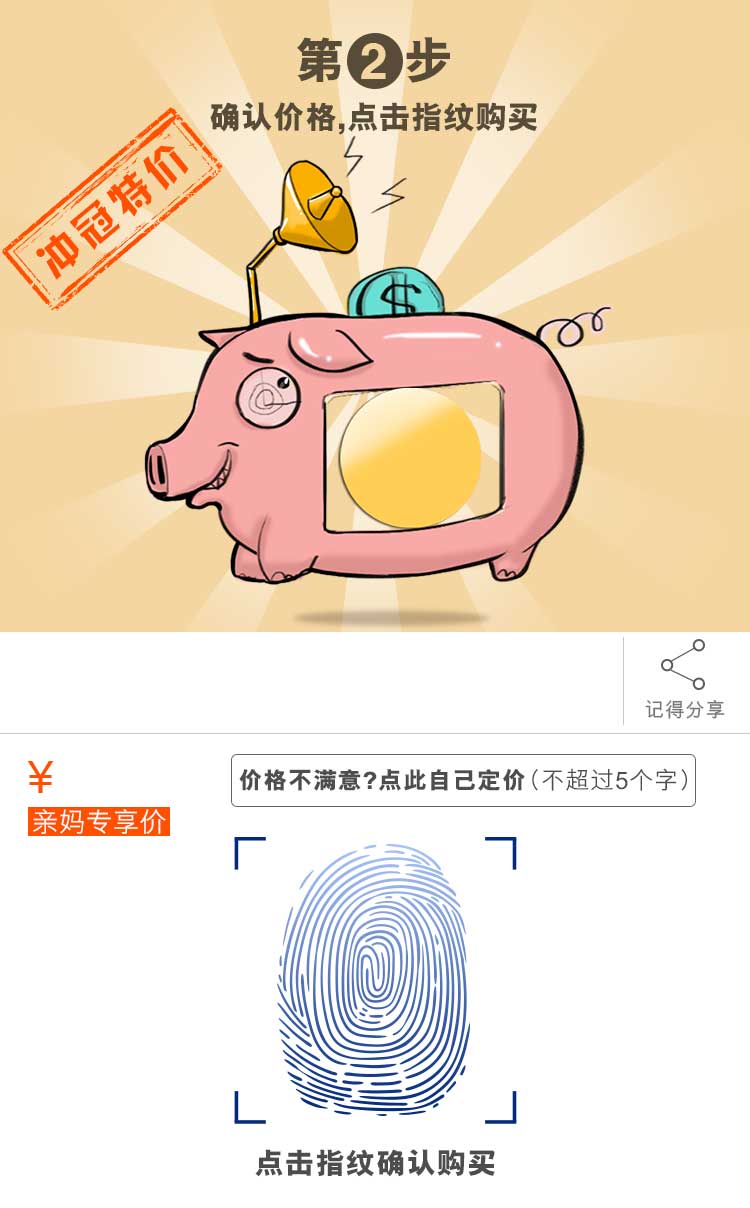 第2步
确认价格,点击指纹购买
冲冠特价
$
记得分享
¥
价格不满意?点此自己定价(不超过5个字)
亲妈专享价
点击指纹确认购买